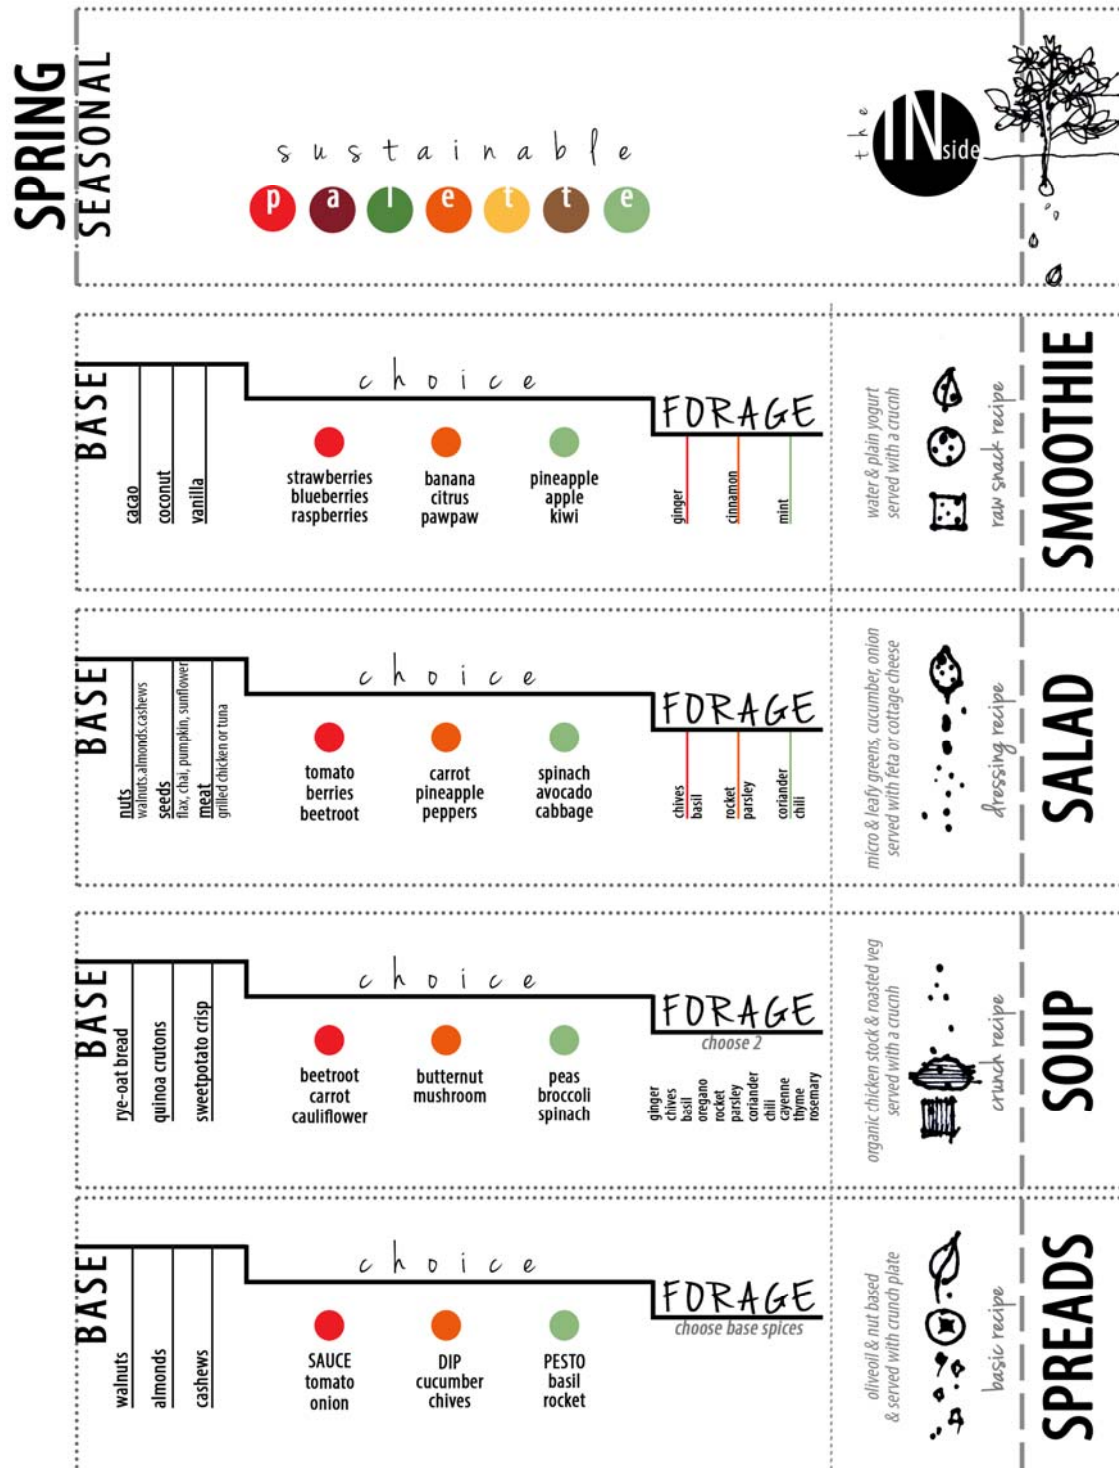 SPRING
SEASONAL
sustainable
palette
the
INside
BASE
cacao
coconut
vanilla
choice
strawberries
blueberries
raspberries
banana
citrus
pawpaw
pineapple
apple
kiwi
FORAGE
ginger
cinnamon
mint
water & plain yogurt
served with a crucnh
raw snack recipe
SMOOTHIE
BASE
nuts
walnuts.almonds.cashews
seeds
flax, chai, pumpkin, sunflower
meat
grilled chicken or tuna
choice
tomato
berries
beetroot
carrot
pineapple
peppers
spinach
avocado
cabbage
FORAGE
chives
basil
rocket
parsley
coriander
chili
micro & leafy greens, cucumber, onion
served with feta or cottage cheese
dressing recipe
SALAD
BASE
rye-oat bread
quinoa crutons
sweetpotato crisp
choice
beetroot
carrot
cauliflower
butternut
mushroom
peas
broccoli
spinach
FORAGE
choose 2
ginger
chives
basil
oregano
rocket
parsley
coriander
chili
cayenne
thyme
rosemary
organic chicken stock & roasted veg
served with a crucnh
crunch recipe
SOUP
BASE
walnuts
almonds
cashews
choice
SAUCE
tomato
onion
DIP
cucumber
chives
PESTO
basil
rocket
FORAGE
choose base spices
oliveoil & nut based
& served with crunch plate
basic recipe
SPREADS